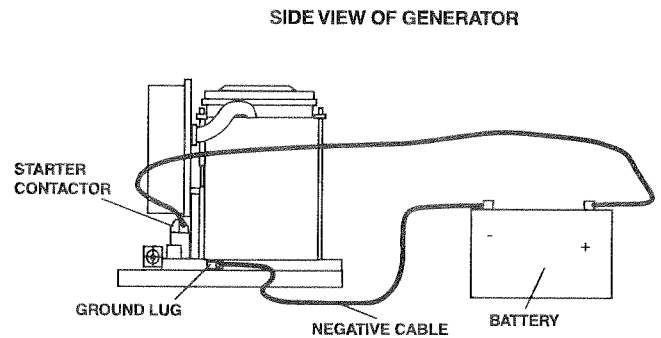 SIDE VIEW OF GENERATOR
STARTER
CONTACTOR
-
+
GROUND LUG
NEGATIVE CABLE
BATTERY